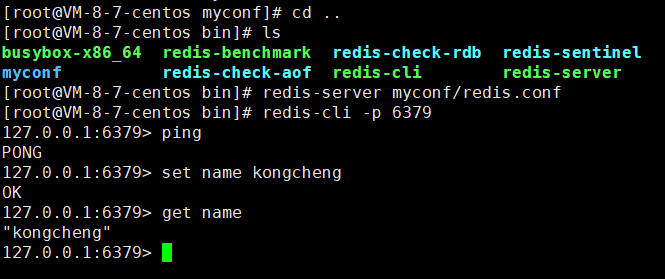 [root@VM-8-7-centos myconf]# cd ..
[root@VM-8-7-centos bin]# ls
busybox-x86_64  redis-benchmark  redis-check-rdb  redis-sentinel
myconf          redis-check-aof  redis-cli        redis-server
[root@VM-8-7-centos bin]# redis-server myconf/redis.conf
[root@VM-8-7-centos bin]# redis-cli -p 6379
127.0.0.1:6379> ping
PONG
127.0.0.1:6379> set name kongcheng
OK
127.0.0.1:6379> get name
"kongcheng"
127.0.0.1:6379>